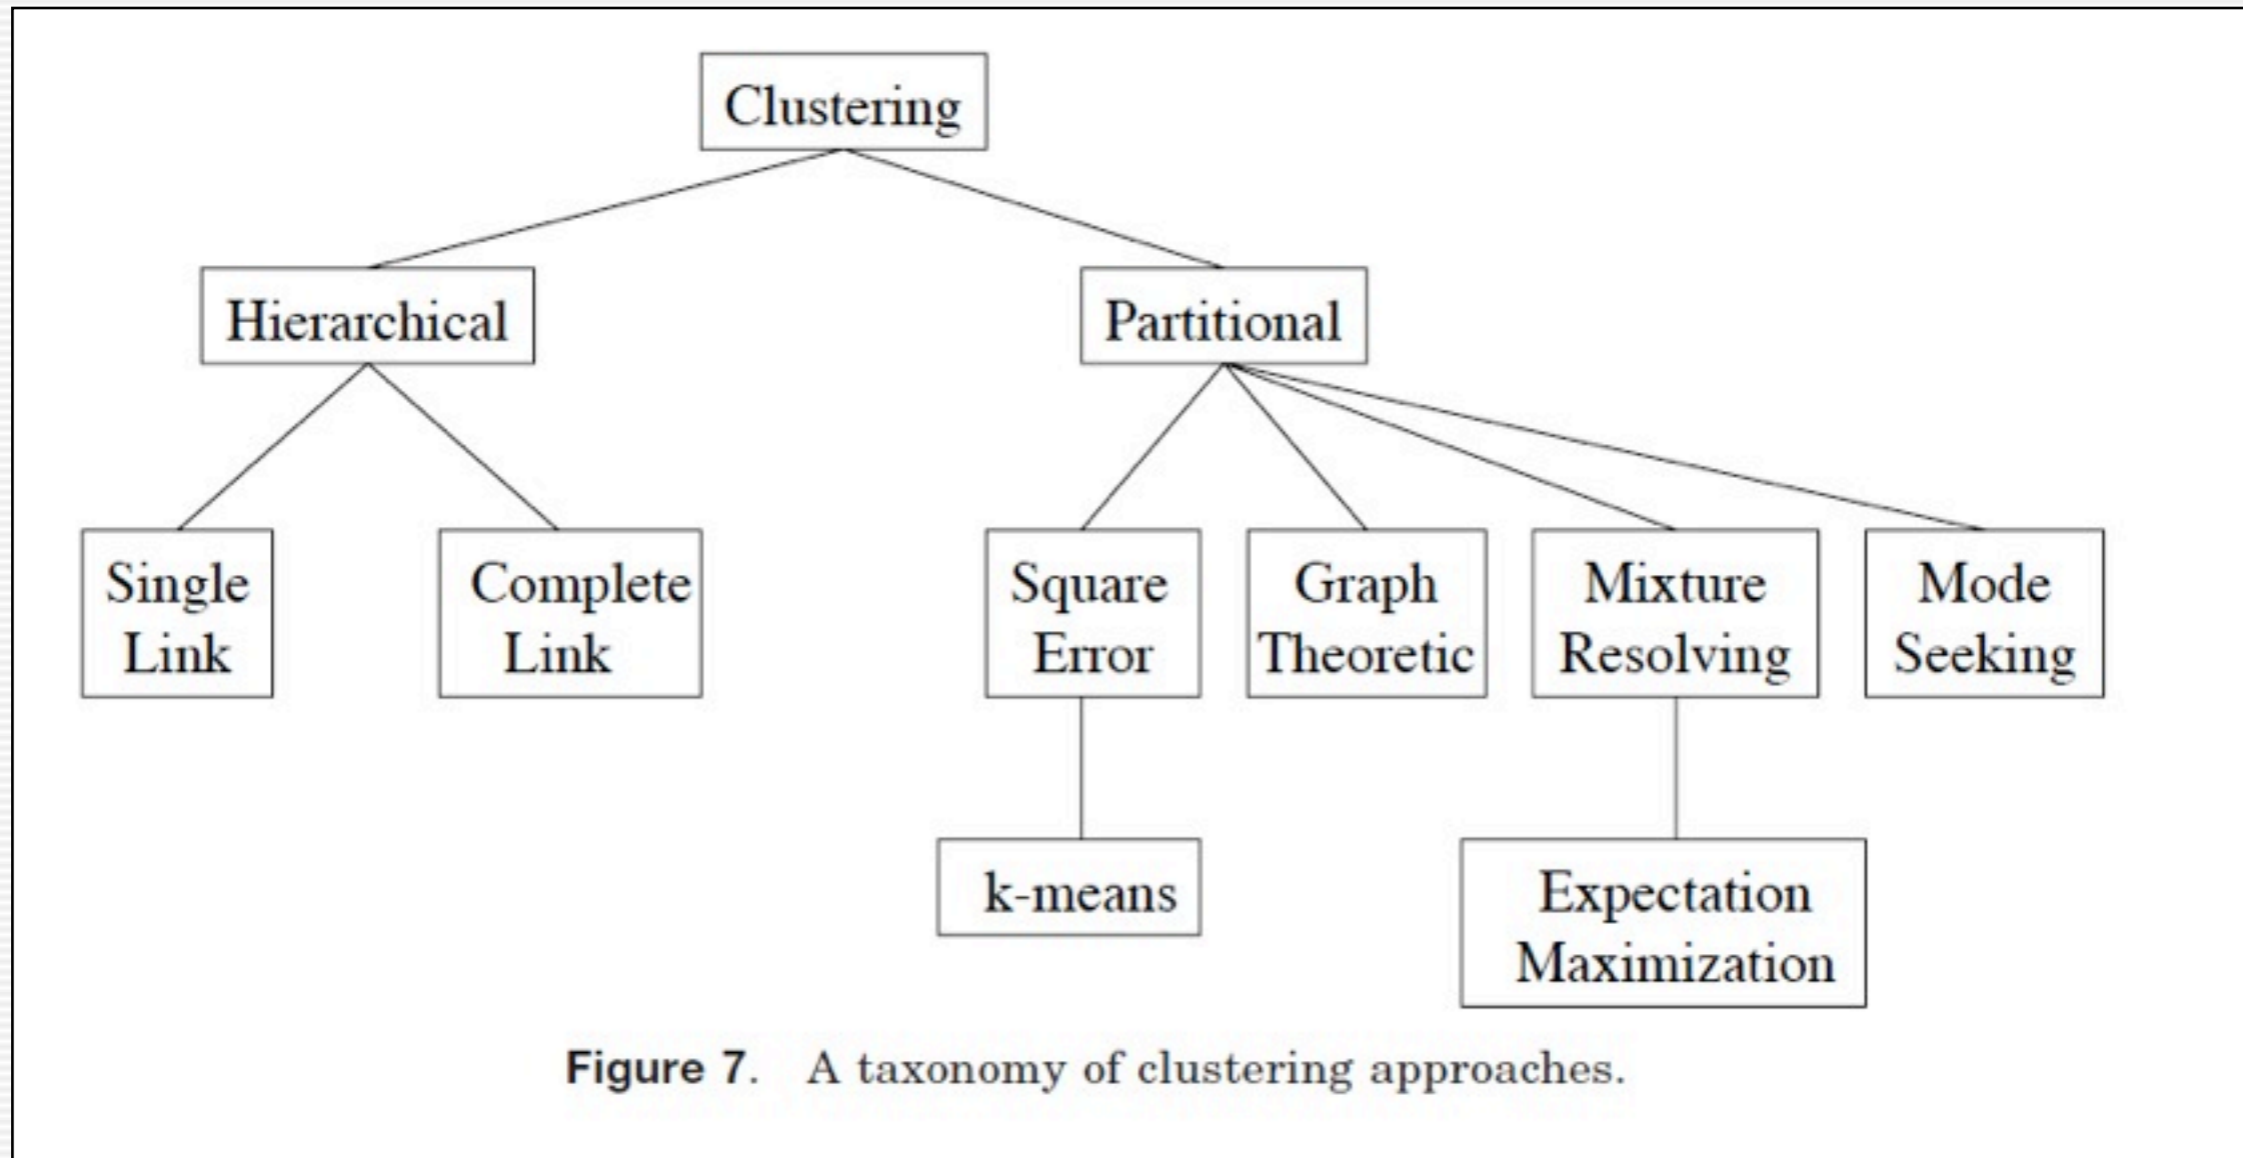 Clustering
Hierarchical
Partitional
Single
Link
Complete
Link
Square
Error
Graph
Theoretic
Mixture
Resolving
Mode
Seeking
k-means
Expectation
Maximization
Figure 7. A taxonomy of clustering approaches.